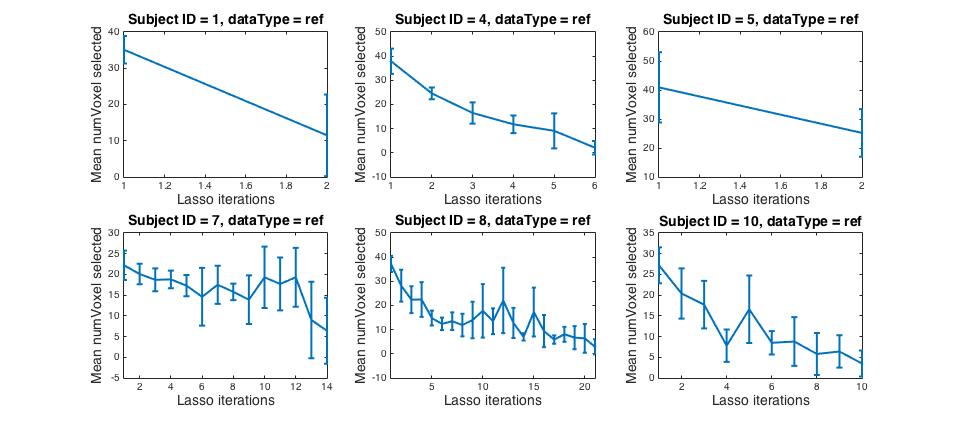 Subject ID = 1, dataType = ref
Mean numVoxel selected
40
30
20
10
0
1 1.2 1.4 1.6 1.8 2
Lasso iterations
Subject ID = 4, dataType = ref
Mean numVoxel selected
50
40
30
20
10
0
-10
1 2 3 4 5 6
Lasso iterations
Subject ID = 5, dataType = ref
Mean numVoxel selected
60
50
40
30
20
10
1 1.2 1.4 1.6 1.8 2
Lasso iterations
Subject ID = 7, dataType = ref
Mean numVoxel selected
30
25
20
15
10
5
0
-5
2 4 6 8 10 12 14
Lasso iterations
Subject ID = 8, dataType = ref
Mean numVoxel selected
50
40
30
20
10
0
-10
5 10 15 20
Lasso iterations
Subject ID = 10, dataType = ref
Mean numVoxel selected
35
30
25
20
15
10
5
0
2 4 6 8 10
Lasso iterations